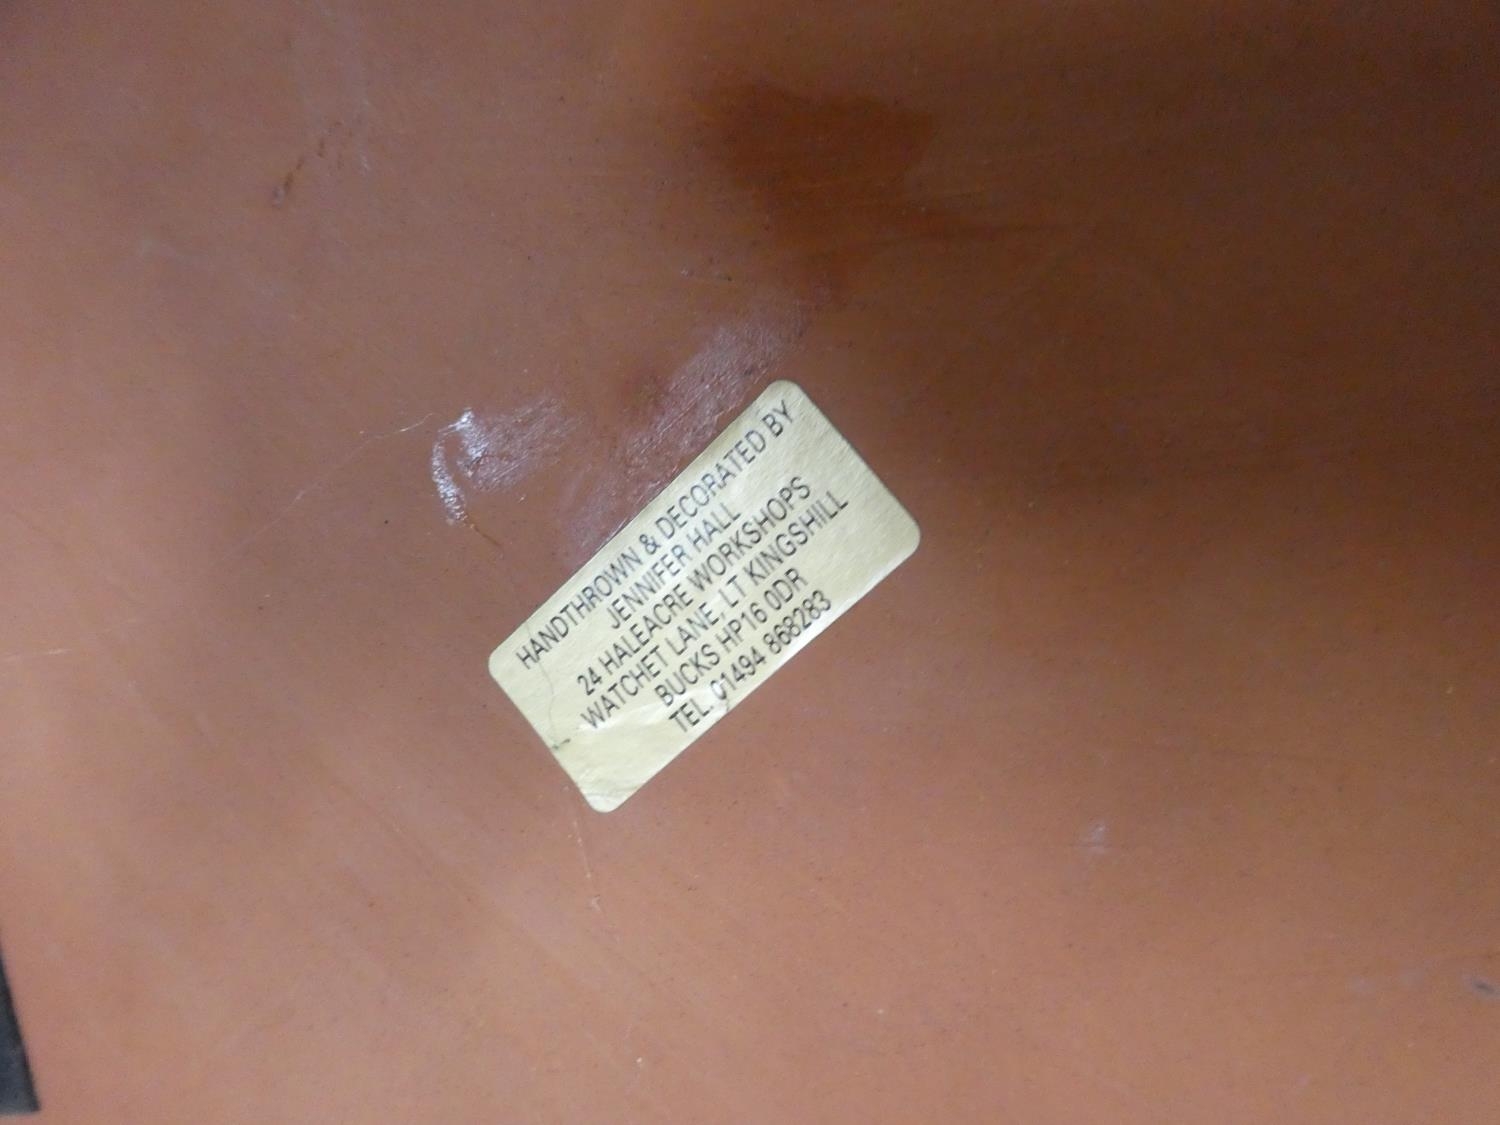 HANDTHROWN & DECORATED BY
JENNIFER HALL
24 HALEACRE WORKSHOPS
WATCHET LANE, LT KINGSHILL
BUCKS HP16 0DR
TEL. 01494 868283